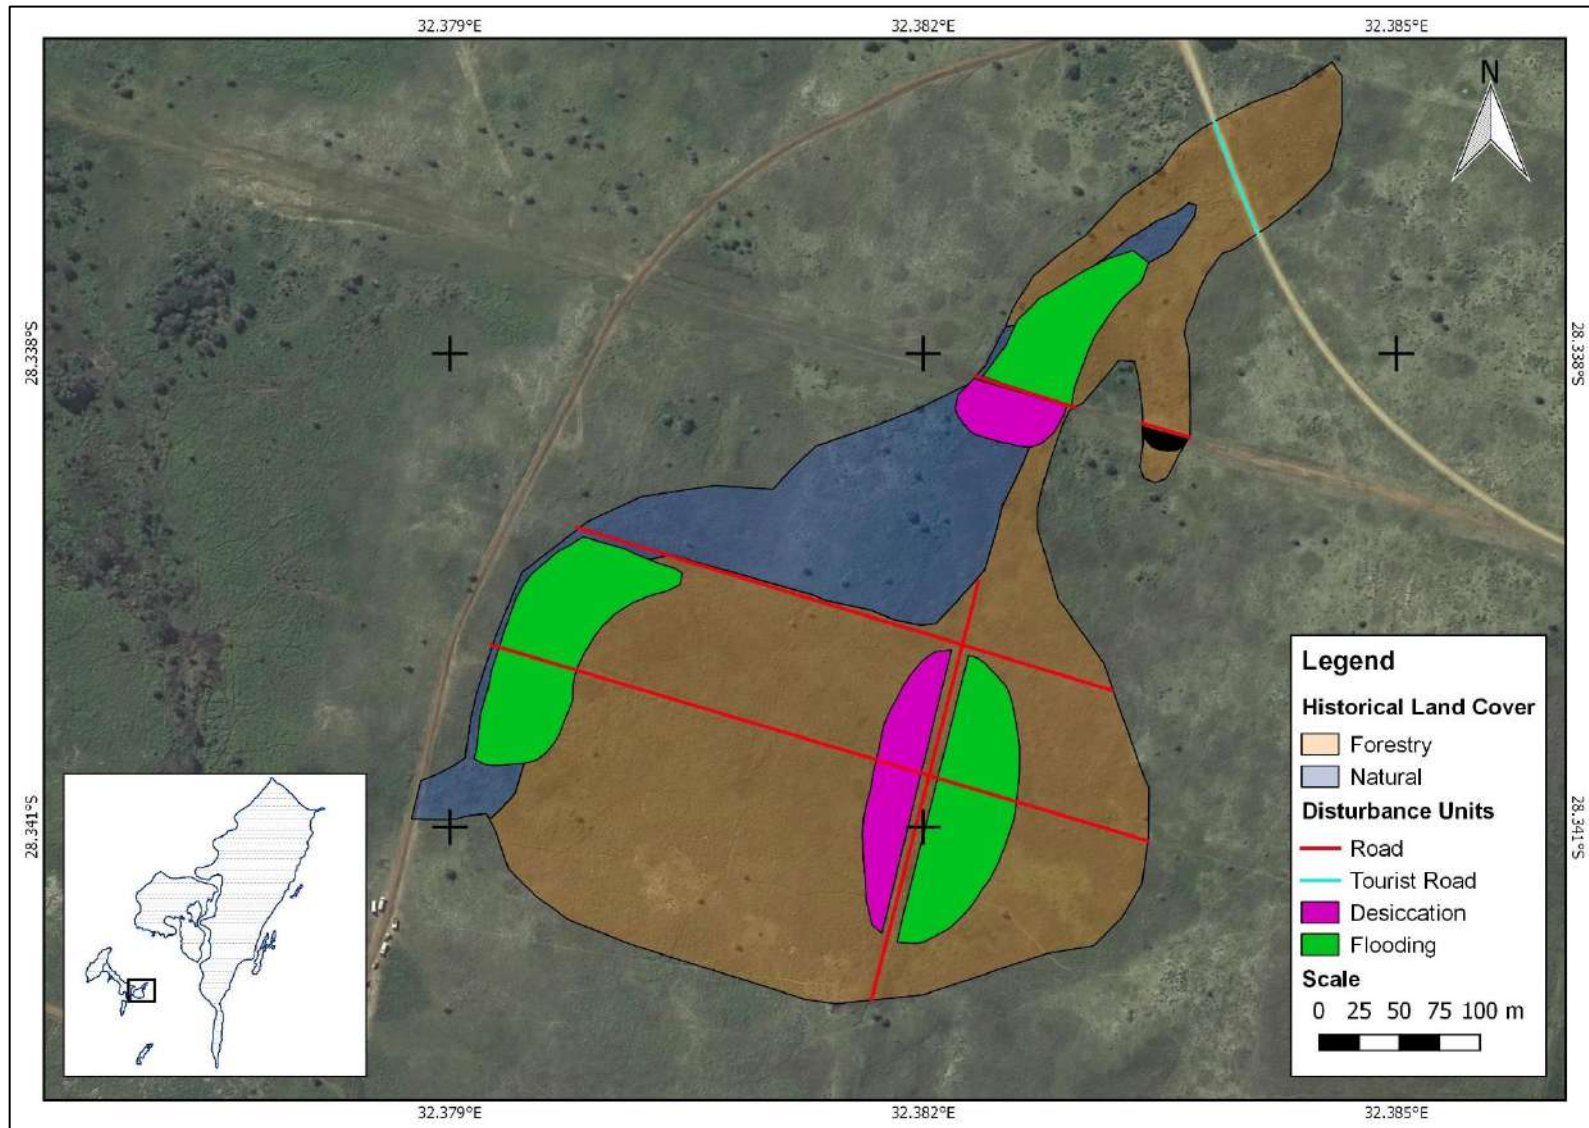 32.379°E 32.382°E 32.385°E
N
28.338°S 28.338°S
28.341°S 28.341°S
Legend
Historical Land Cover
Forestry
Natural
Disturbance Units
Road
Tourist Road
Desiccation
Flooding
Scale
0 25 50 75 100 m
32.379°E 32.382°E 32.385°E